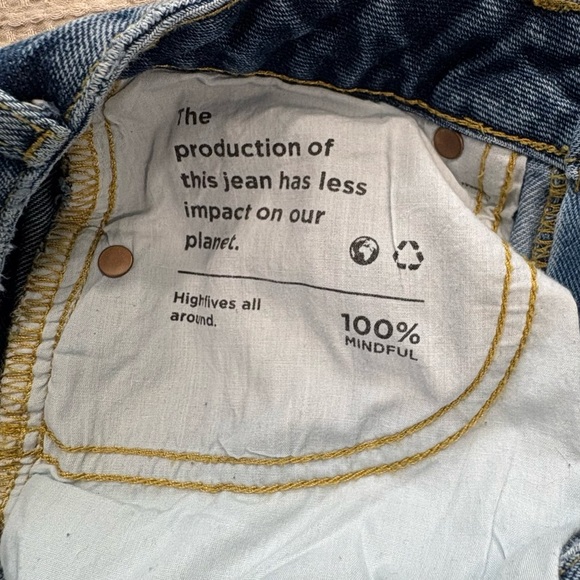 The
production of
this jean has less
impact on our
planet.
Highfives all
around.
100%
MINDFUL